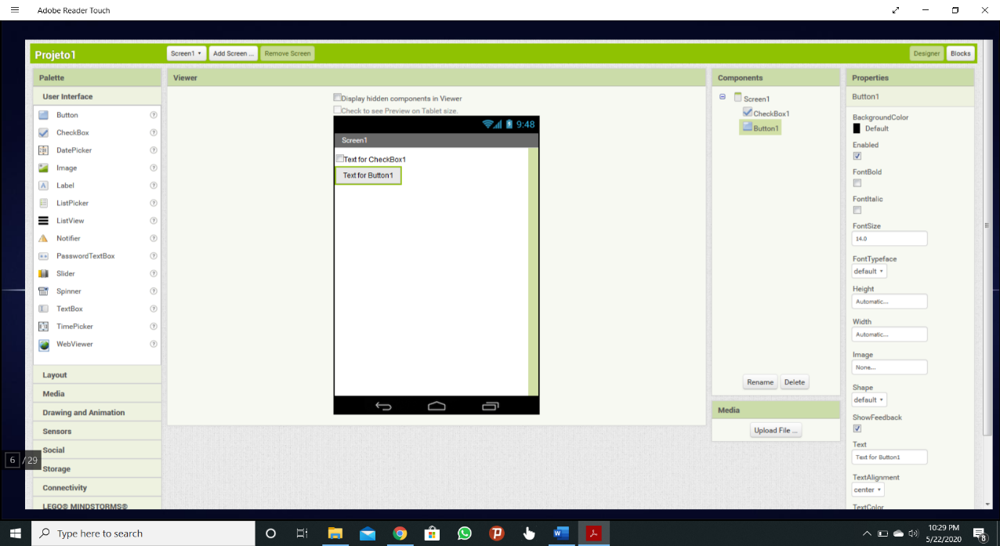 Adobe Reader Touch
Projeto1
Screen1
Add Screen ...
Remove Screen
Designer
Blocks
Palette
User Interface
Button
CheckBox
DatePicker
Image
Label
ListPicker
ListView
Notifier
PasswordTextBox
Slider
Spinner
TextBox
TimePicker
WebViewer
Layout
Media
Drawing and Animation
Sensors
Social
Storage
Connectivity
LEGO® MINDSTORMS®
6 / 29
Viewer
Display hidden components in Viewer
Check to see Preview on Tablet size.
9:48
Screen1
Text for CheckBox1
Text for Button1
Components
Screen1
CheckBox1
Button1
Rename
Delete
Media
Upload File ...
Properties
Button1
BackgroundColor
Default
Enabled
FontBold
FontItalic
FontSize
14.0
FontTypeface
default
Height
Automatic...
Width
Automatic...
Image
None...
Shape
default
ShowFeedback
Text
Text for Button1
TextAlignment
center
TextColor
Type here to search
10:29 PM
5/22/2020
8